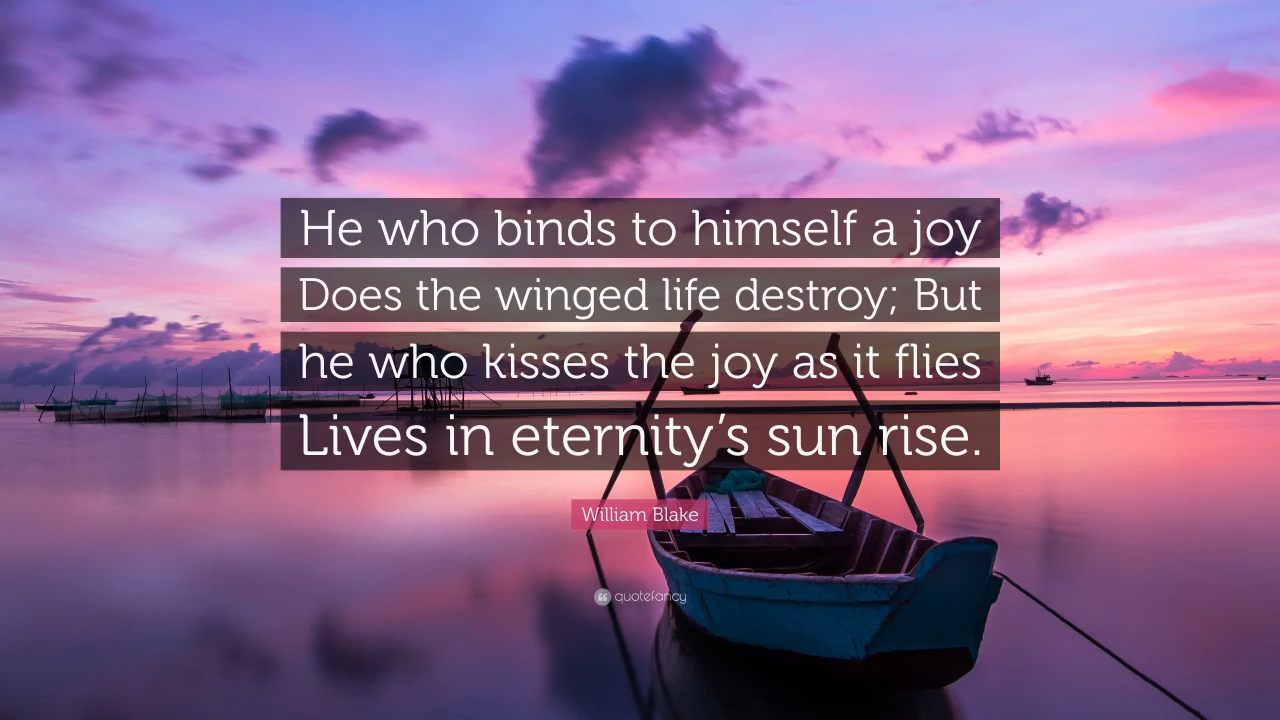 He who binds to himself a joy
Does the winged life destroy; But
he who kisses the joy as it flies
Lives in eternity’s sun rise.
William Blake
quotefancy